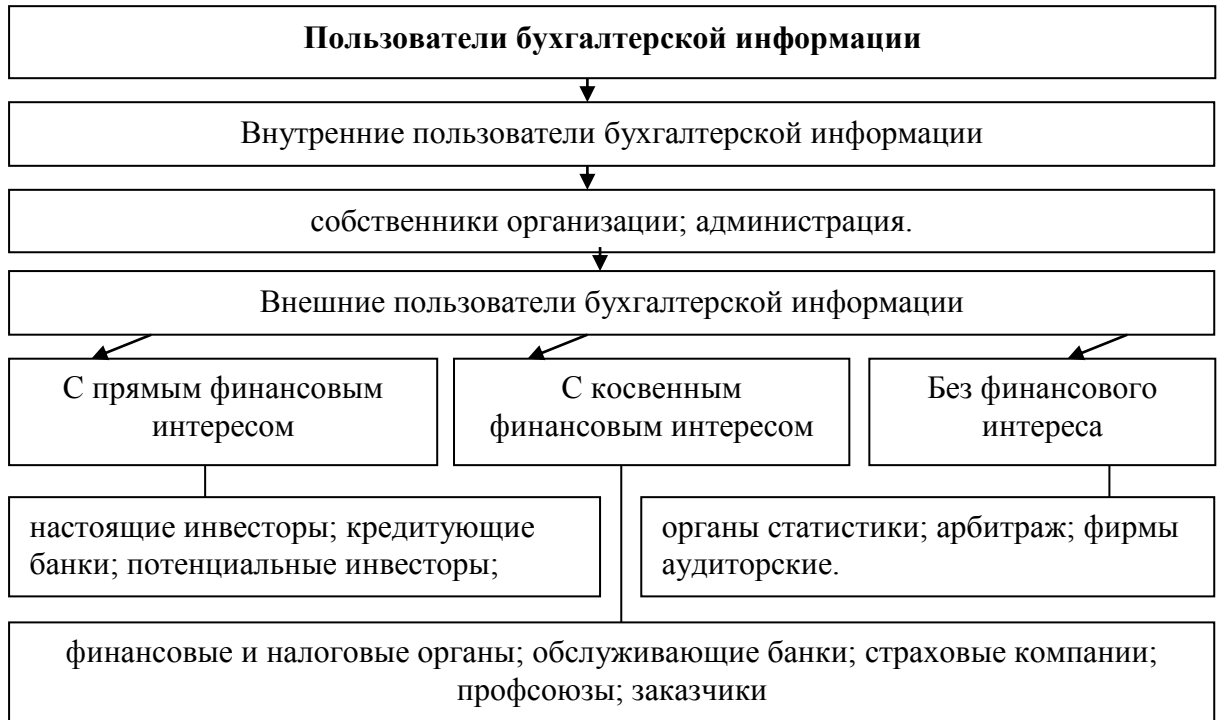 Пользователи бухгалтерской информации
Внутренние пользователи бухгалтерской информации
собственники организации; администрация.
Внешние пользователи бухгалтерской информации
С прямым финансовым
интересом
С косвенным
финансовым интересом
Без финансового
интереса
настоящие инвесторы; кредитующие
банки; потенциальные инвесторы;
органы статистики; арбитраж; фирмы
аудиторские.
финансовые и налоговые органы; обслуживающие банки; страховые компании;
профсоюзы; заказчики